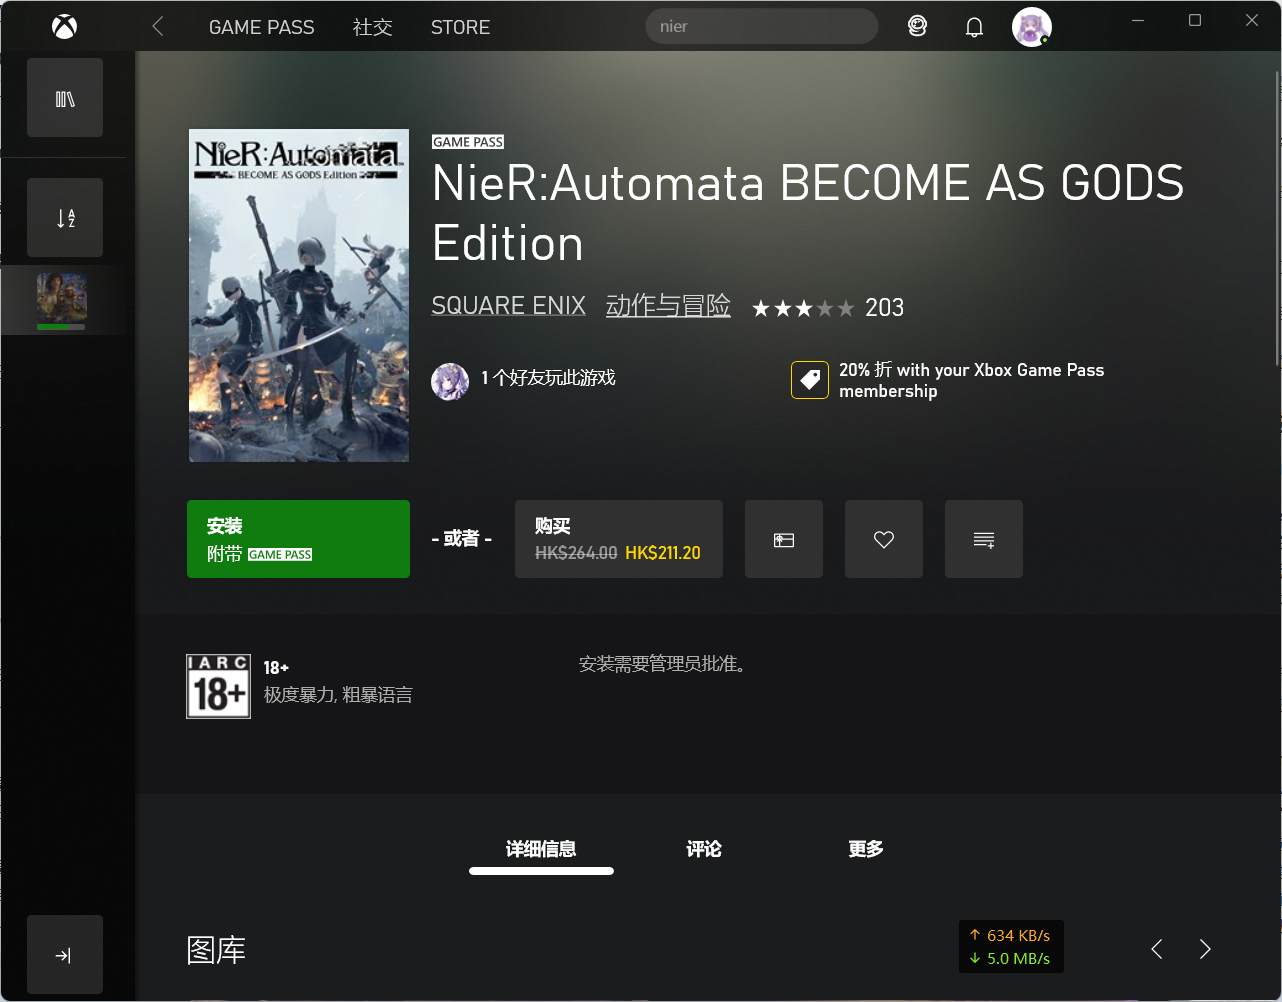 GAME PASS
社交
STORE
nier
A
Z
NieR:Automata
BECOME AS GODS Edition
GAME PASS
NieR:Automata BECOME AS GODS
Edition
SQUARE ENIX
动作与冒险
203
1 个好友玩此游戏
20% 折 with your Xbox Game Pass
membership
安装
附带 GAME PASS
- 或者 -
购买
HK$264.00 HK$211.20
IARC
18+
18+
极度暴力, 粗暴语言
安装需要管理员批准。
详细信息
评论
更多
图库
↑ 634 KB/s
↓ 5.0 MB/s